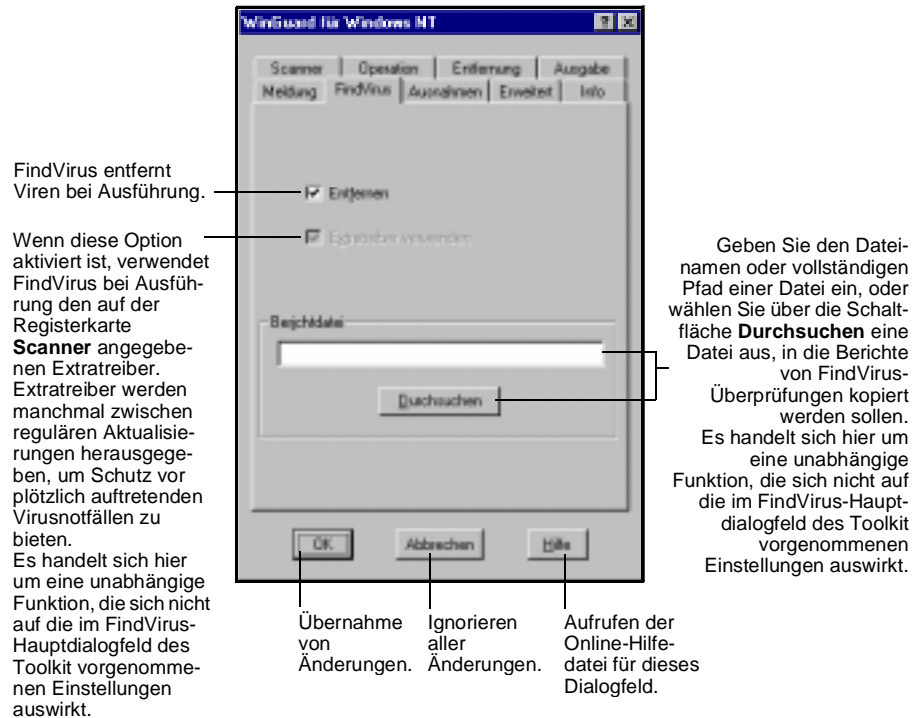 WinGuard für Windows NT
Scanner Operation Entfernung Ausgabe
Meldung FindVirus Ausnahmen Erweitert Info
FindVirus entfernt
Viren bei Ausführung.
Entfernen
Wenn diese Option
aktiviert ist, verwendet
FindVirus bei Ausfüh-
rung den auf der
Registerkarte
Scanner angegebe-
nen Extratreiber.
Extratreiber werden
manchmal zwischen
regulären Aktualisie-
rungen herausgege-
ben, um Schutz vor
plötzlich auftretenden
Virusnotfällen zu
bieten.
Es handelt sich hier
um eine unabhängige
Funktion, die sich nicht
auf die im FindVirus-
Hauptdialogfeld des
Toolkit vorgenomme-
nen Einstellungen
auswirkt.
Extratreiber verwenden
Berichtdatei
Durchsuchen
Geben Sie den Datei-
namen oder vollständigen
Pfad einer Datei ein, oder
wählen Sie über die Schalt-
fläche Durchsuchen eine
Datei aus, in die Berichte
von FindVirus-
Überprüfungen kopiert
werden sollen.
Es handelt sich hier um
eine unabhängige
Funktion, die sich nicht auf
die im FindVirus-Haupt-
dialogfeld des Toolkit
vorgenommenen
Einstellungen auswirkt.
OK Abbrechen Hilfe
Übernahme
von
Änderungen.
Ignorieren
aller
Änderungen.
Aufrufen der
Online-Hilfe-
datei für dieses
Dialogfeld.